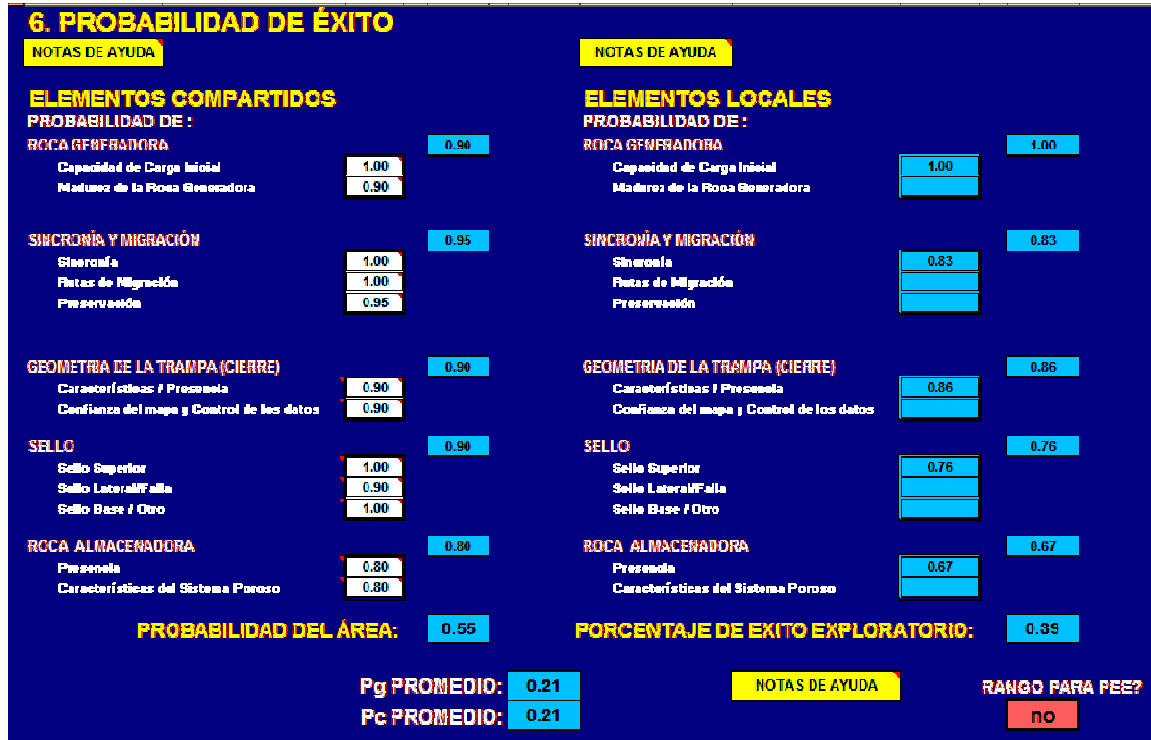 6. PROBABILIDAD DE ÉXITO
NOTAS DE AYUDA
NOTAS DE AYUDA
ELEMENTOS COMPARTIDOS
PROBABILIDAD DE :
ROCA GENERADORA 0.90
Capacidad de Carga Inicial 1.00
Madurez de la Roca Generadora 0.90
SINCRONÍA Y MIGRACIÓN 0.95
Sincronía 1.00
Rutas de Migración 1.00
Preservación 0.95
GEOMETRIA DE LA TRAMPA (CIERRE) 0.90
Características / Presencia 0.90
Confianza del mapa y Control de los datos 0.90
SELLO 0.90
Sello Superior 1.00
Sello Lateral/Falla 0.90
Sello Base / Otro 1.00
ROCA ALMACENADORA 0.80
Presencia 0.80
Características del Sistema Poroso 0.80
PROBABILIDAD DEL ÁREA: 0.55
ELEMENTOS LOCALES
PROBABILIDAD DE :
ROCA GENERADORA 1.00
Capacidad de Carga Inicial 1.00
Madurez de la Roca Generadora
SINCRONÍA Y MIGRACIÓN 0.83
Sincronía 0.83
Rutas de Migración
Preservación
GEOMETRIA DE LA TRAMPA (CIERRE) 0.86
Características / Presencia 0.86
Confianza del mapa y Control de los datos
SELLO 0.76
Sello Superior 0.76
Sello Lateral/Falla
Sello Base / Otro
ROCA ALMACENADORA 0.67
Presencia 0.67
Características del Sistema Poroso
PORCENTAJE DE EXITO EXPLORATORIO: 0.39
Pg PROMEDIO: 0.21
Pc PROMEDIO: 0.21
NOTAS DE AYUDA
RANGO PARA PEE?
no